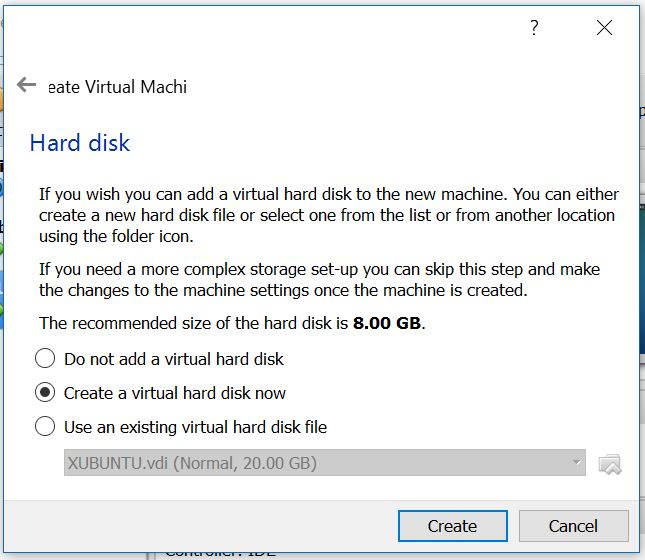 ?
eate Virtual Machi
Hard disk
If you wish you can add a virtual hard disk to the new machine. You can either
create a new hard disk file or select one from the list or from another location
using the folder icon.
If you need a more complex storage set-up you can skip this step and make
the changes to the machine settings once the machine is created.
The recommended size of the hard disk is 8.00 GB.
Do not add a virtual hard disk
Create a virtual hard disk now
Use an existing virtual hard disk file
XUBUNTU.vdi (Normal, 20.00 GB)
Create
Cancel
Controller: IDE